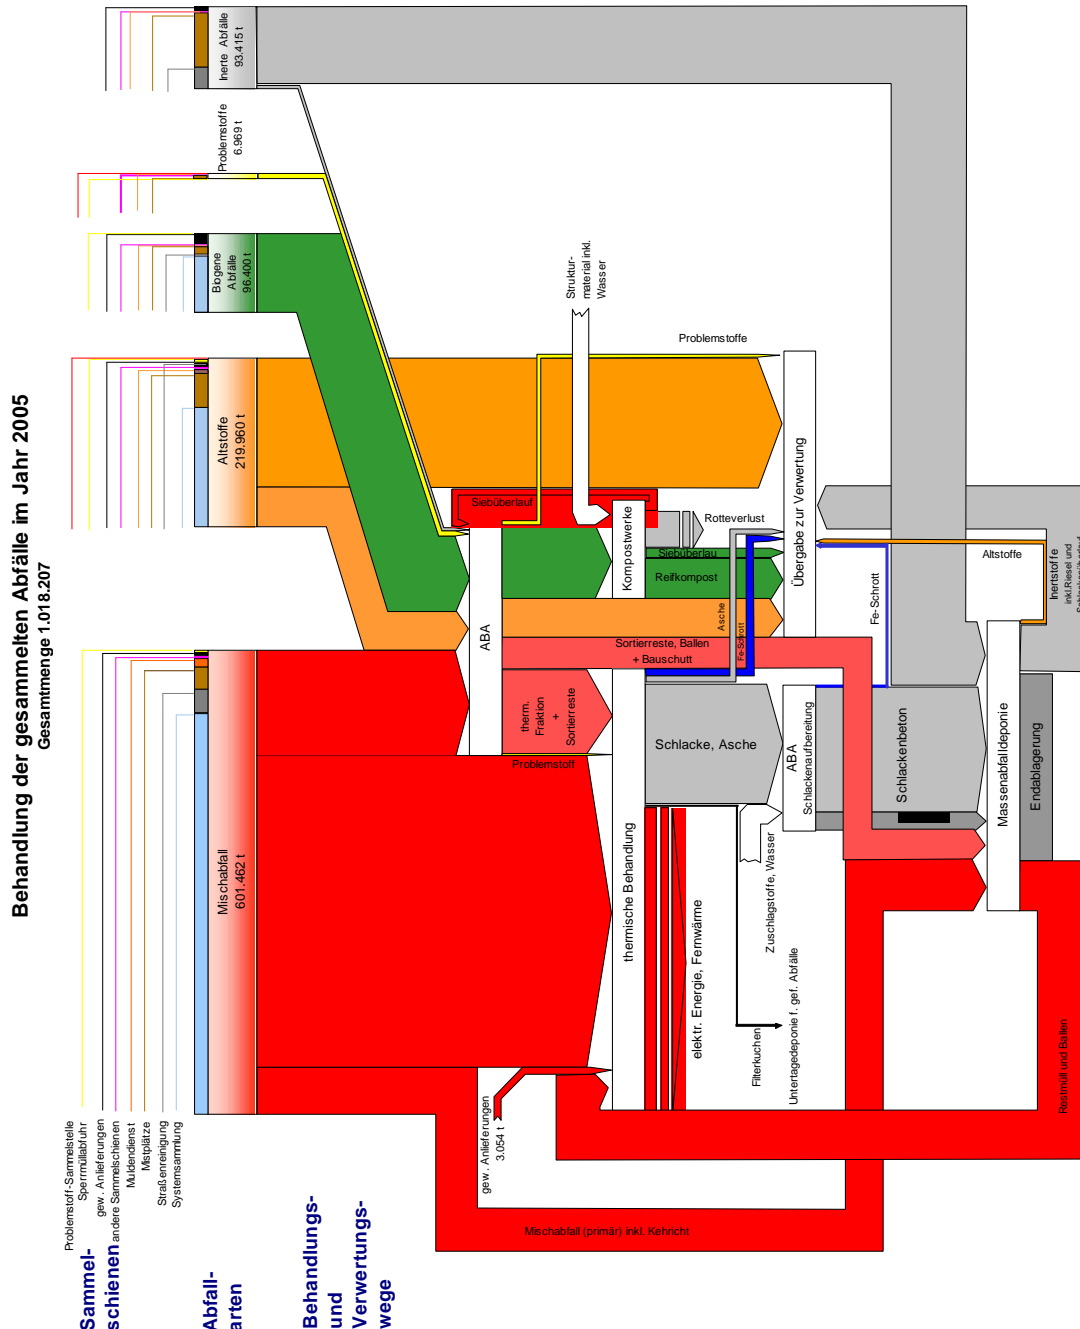 Behandlung der gesammelten Abfälle im Jahr 2005
Gesamtmenge 1.018.207
Inerte Abfälle
93.415 t
Problemstoffe
6.969 t
Biogene
Abfälle
96.400 t
Altstoffe
219.960 t
Mischabfall
601.462 t
Problemstoff-Sammelstelle
Sperrmüllabfuhr
gew. Anlieferungen
andere Sammelschienen
Muldendienst
Mistplätze
Straßenreinigung
Systemsammlung
Sammel-
schienen
Abfall-
arten
Behandlungs-
und
Verwertungs-
wege
Struktur-
material inkl.
Wasser
Problemstoffe
Siebüberlauf
ABA
Kompostwerke
Rotteverlust
Siebüberlau
Reifkompost
Übergabe zur Verwertung
Asche
Fe-Schrott
Sortierreste, Ballen
+ Bauschutt
therm.
Fraktion
+
Sortierreste
Problemstoff
Schlacke, Asche
ABA
Schlackenaufbereitung
Fe-Schrott
Altstoffe
Inertstoffe
inkl.Riesel und
Schlackenbeton
Massenabfalldeponie
Endablagerung
thermische Behandlung
elektr. Energie, Fernwärme
Zuschlagstoffe, Wasser
Filterkuchen
Untertagedeponie f. gef. Abfälle
gew. Anlieferungen
3.054 t
Restmüll und Ballen
Mischabfall (primär) inkl. Kehricht